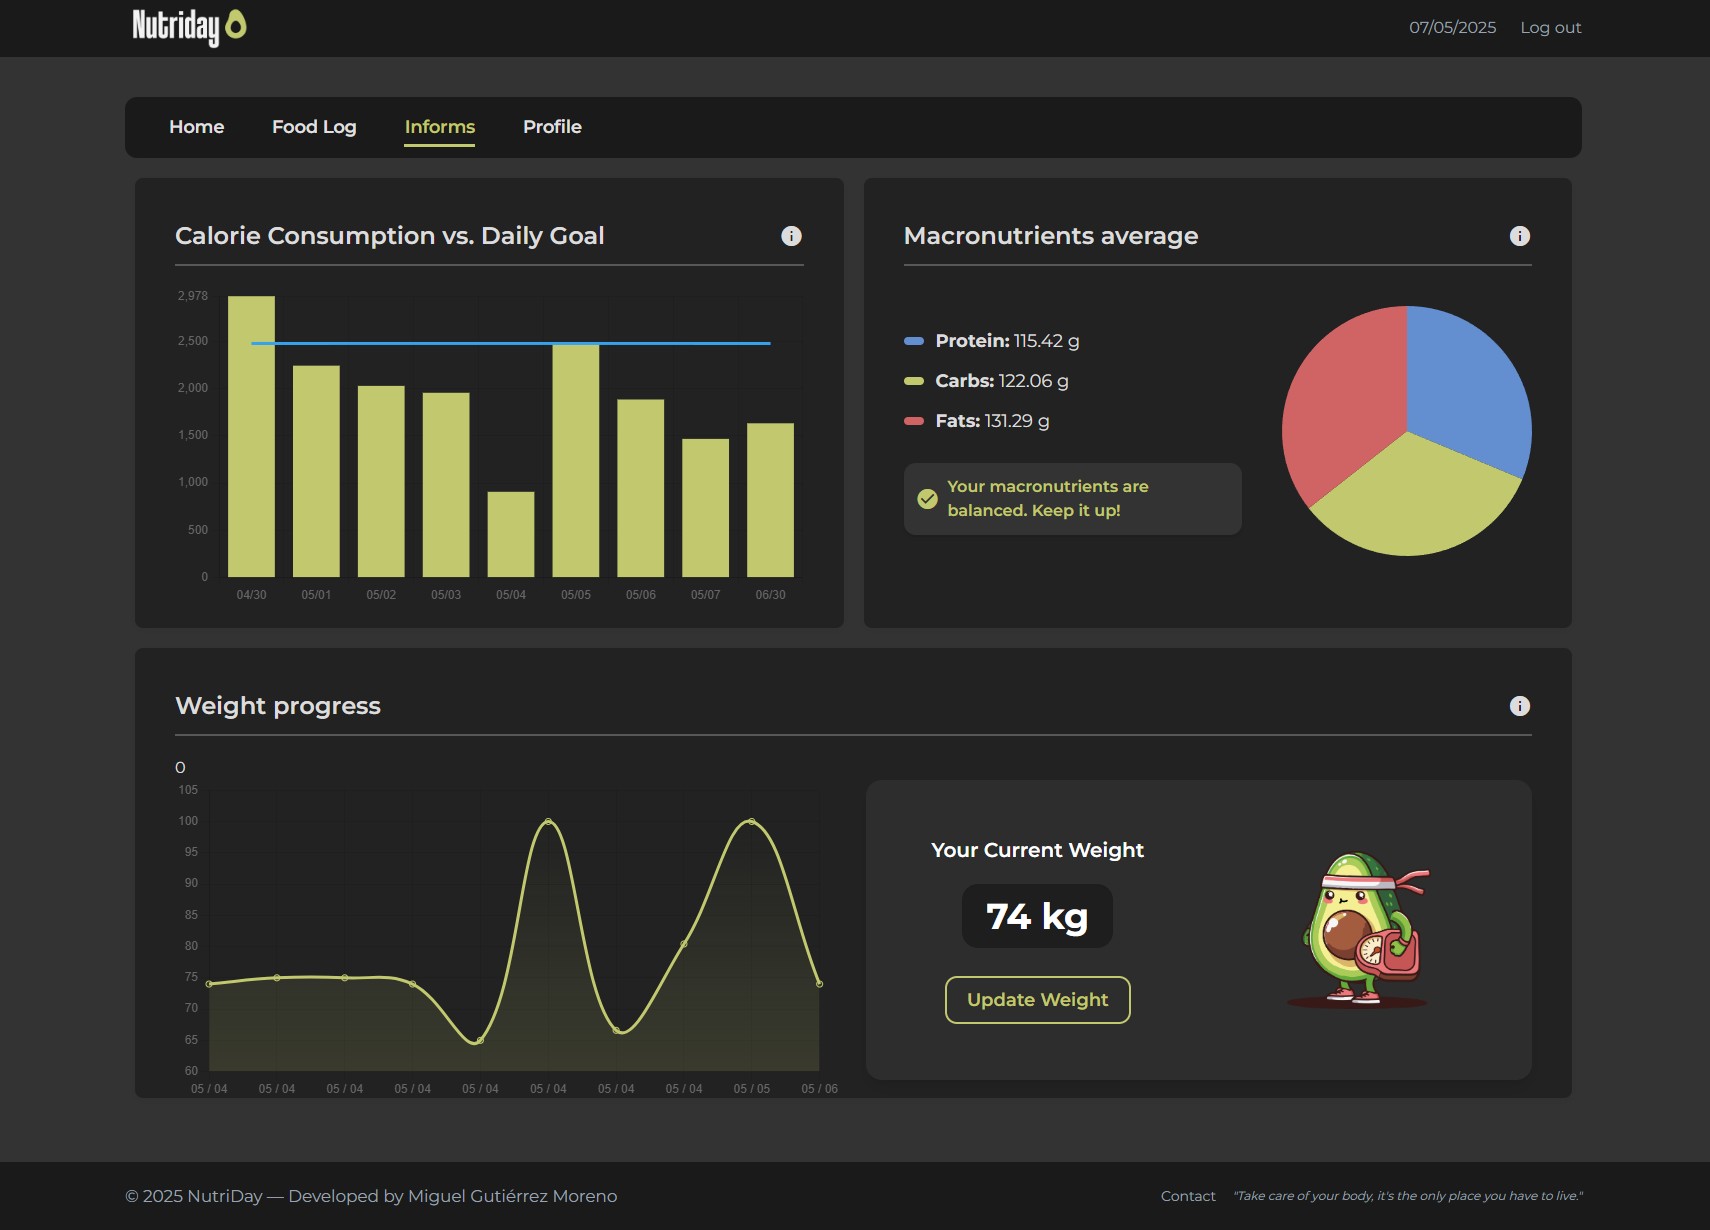 Nutriday
07/05/2025 Log out
Home Food Log Informs Profile
Calorie Consumption vs. Daily Goal
2,978
2,500
2,000
1,500
1,000
500
0
04/30 05/01 05/02 05/03 05/04 05/05 05/06 05/07 06/30
Macronutrients average
Protein: 115.42 g
Carbs: 122.06 g
Fats: 131.29 g
Your macronutrients are
balanced. Keep it up!
Weight progress
0
105
100
95
90
85
80
75
70
65
60
05 / 04 05 / 04 05 / 04 05 / 04 05 / 04 05 / 04 05 / 04 05 / 04 05 / 05 05 / 06
Your Current Weight
74 kg
Update Weight
© 2025 NutriDay — Developed by Miguel Gutiérrez Moreno
Contact "Take care of your body, it's the only place you have to live."